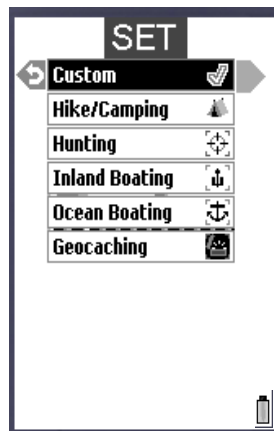 SET
Custom
Hike/Camping
Hunting
Inland Boating
Ocean Boating
Geocaching